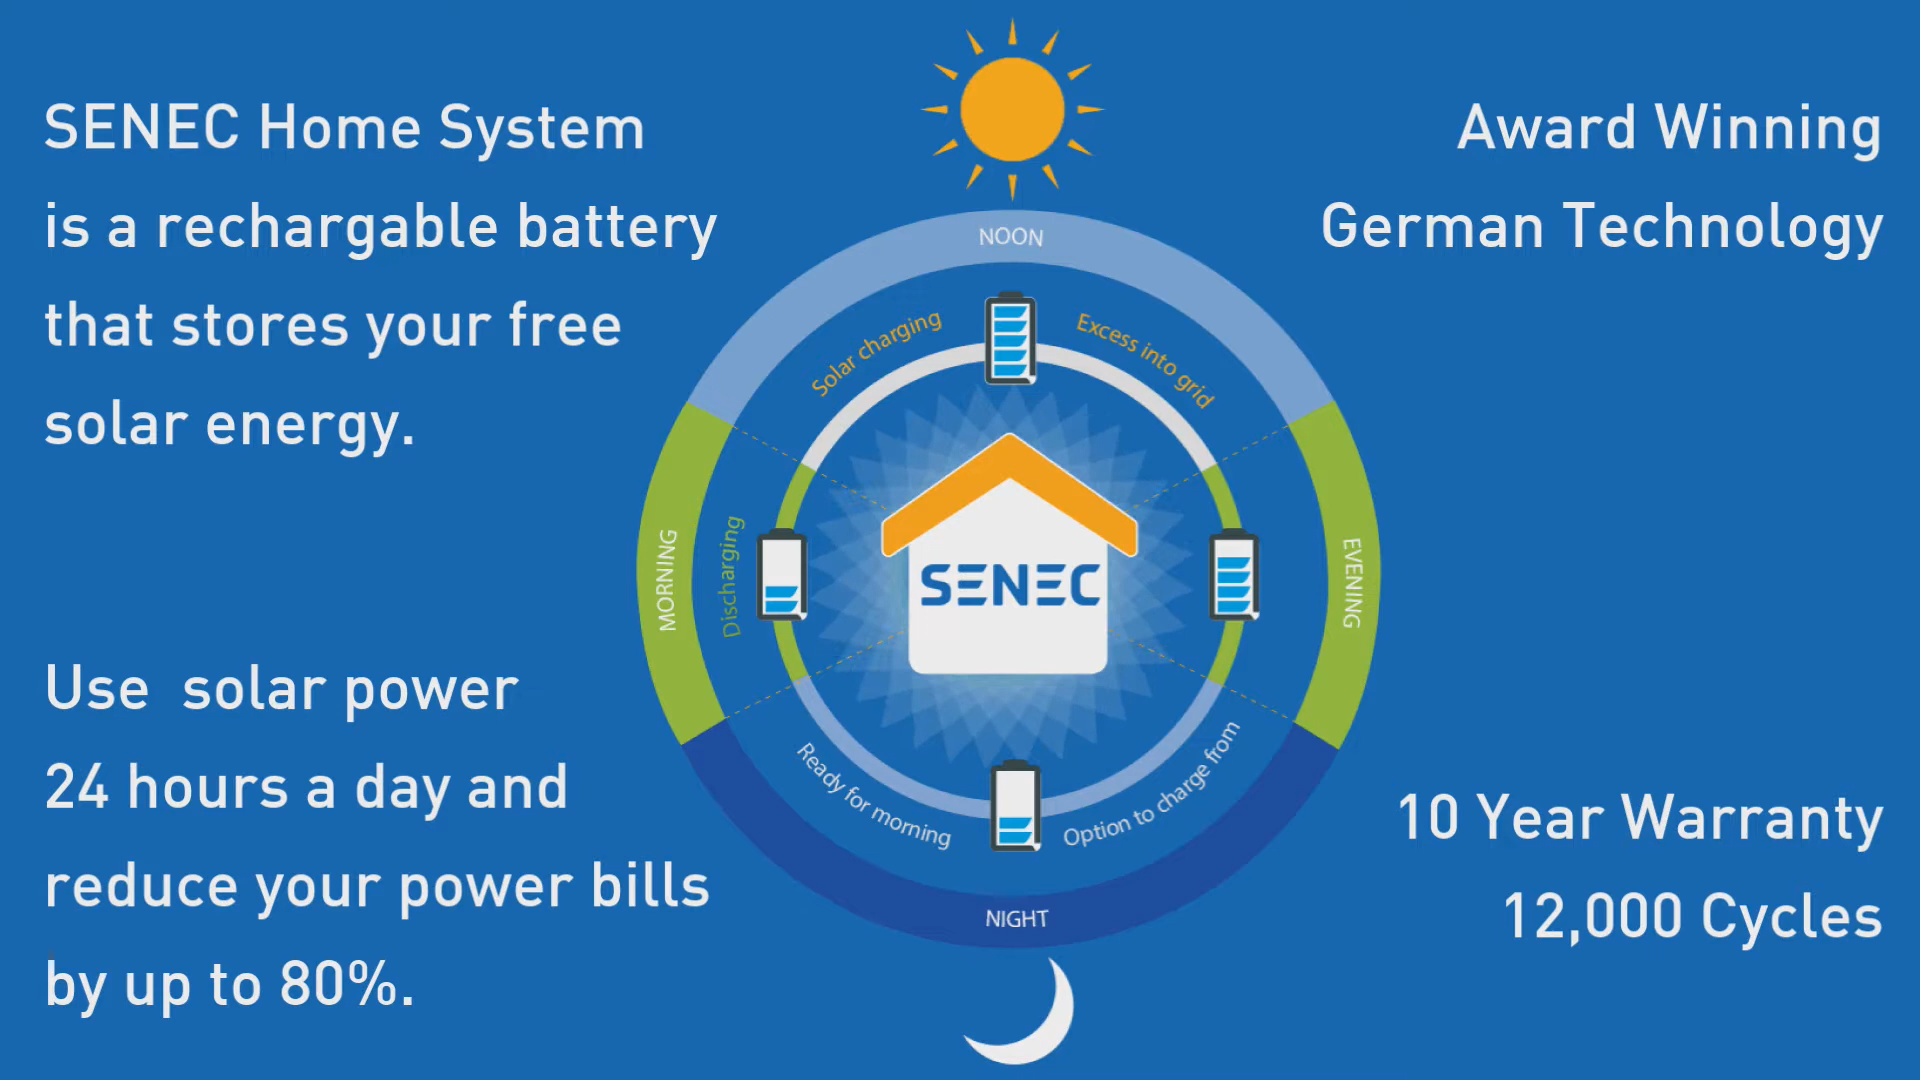 SENEC Home System
is a rechargable battery
that stores your free
solar energy.
Use solar power
24 hours a day and
reduce your power bills
by up to 80%.
Award Winning
German Technology
10 Year Warranty
12,000 Cycles
NOON
Solar charging
Excess into grid
MORNING
Discharging
SENEC
EVENING
Ready for morning
Option to charge from
NIGHT